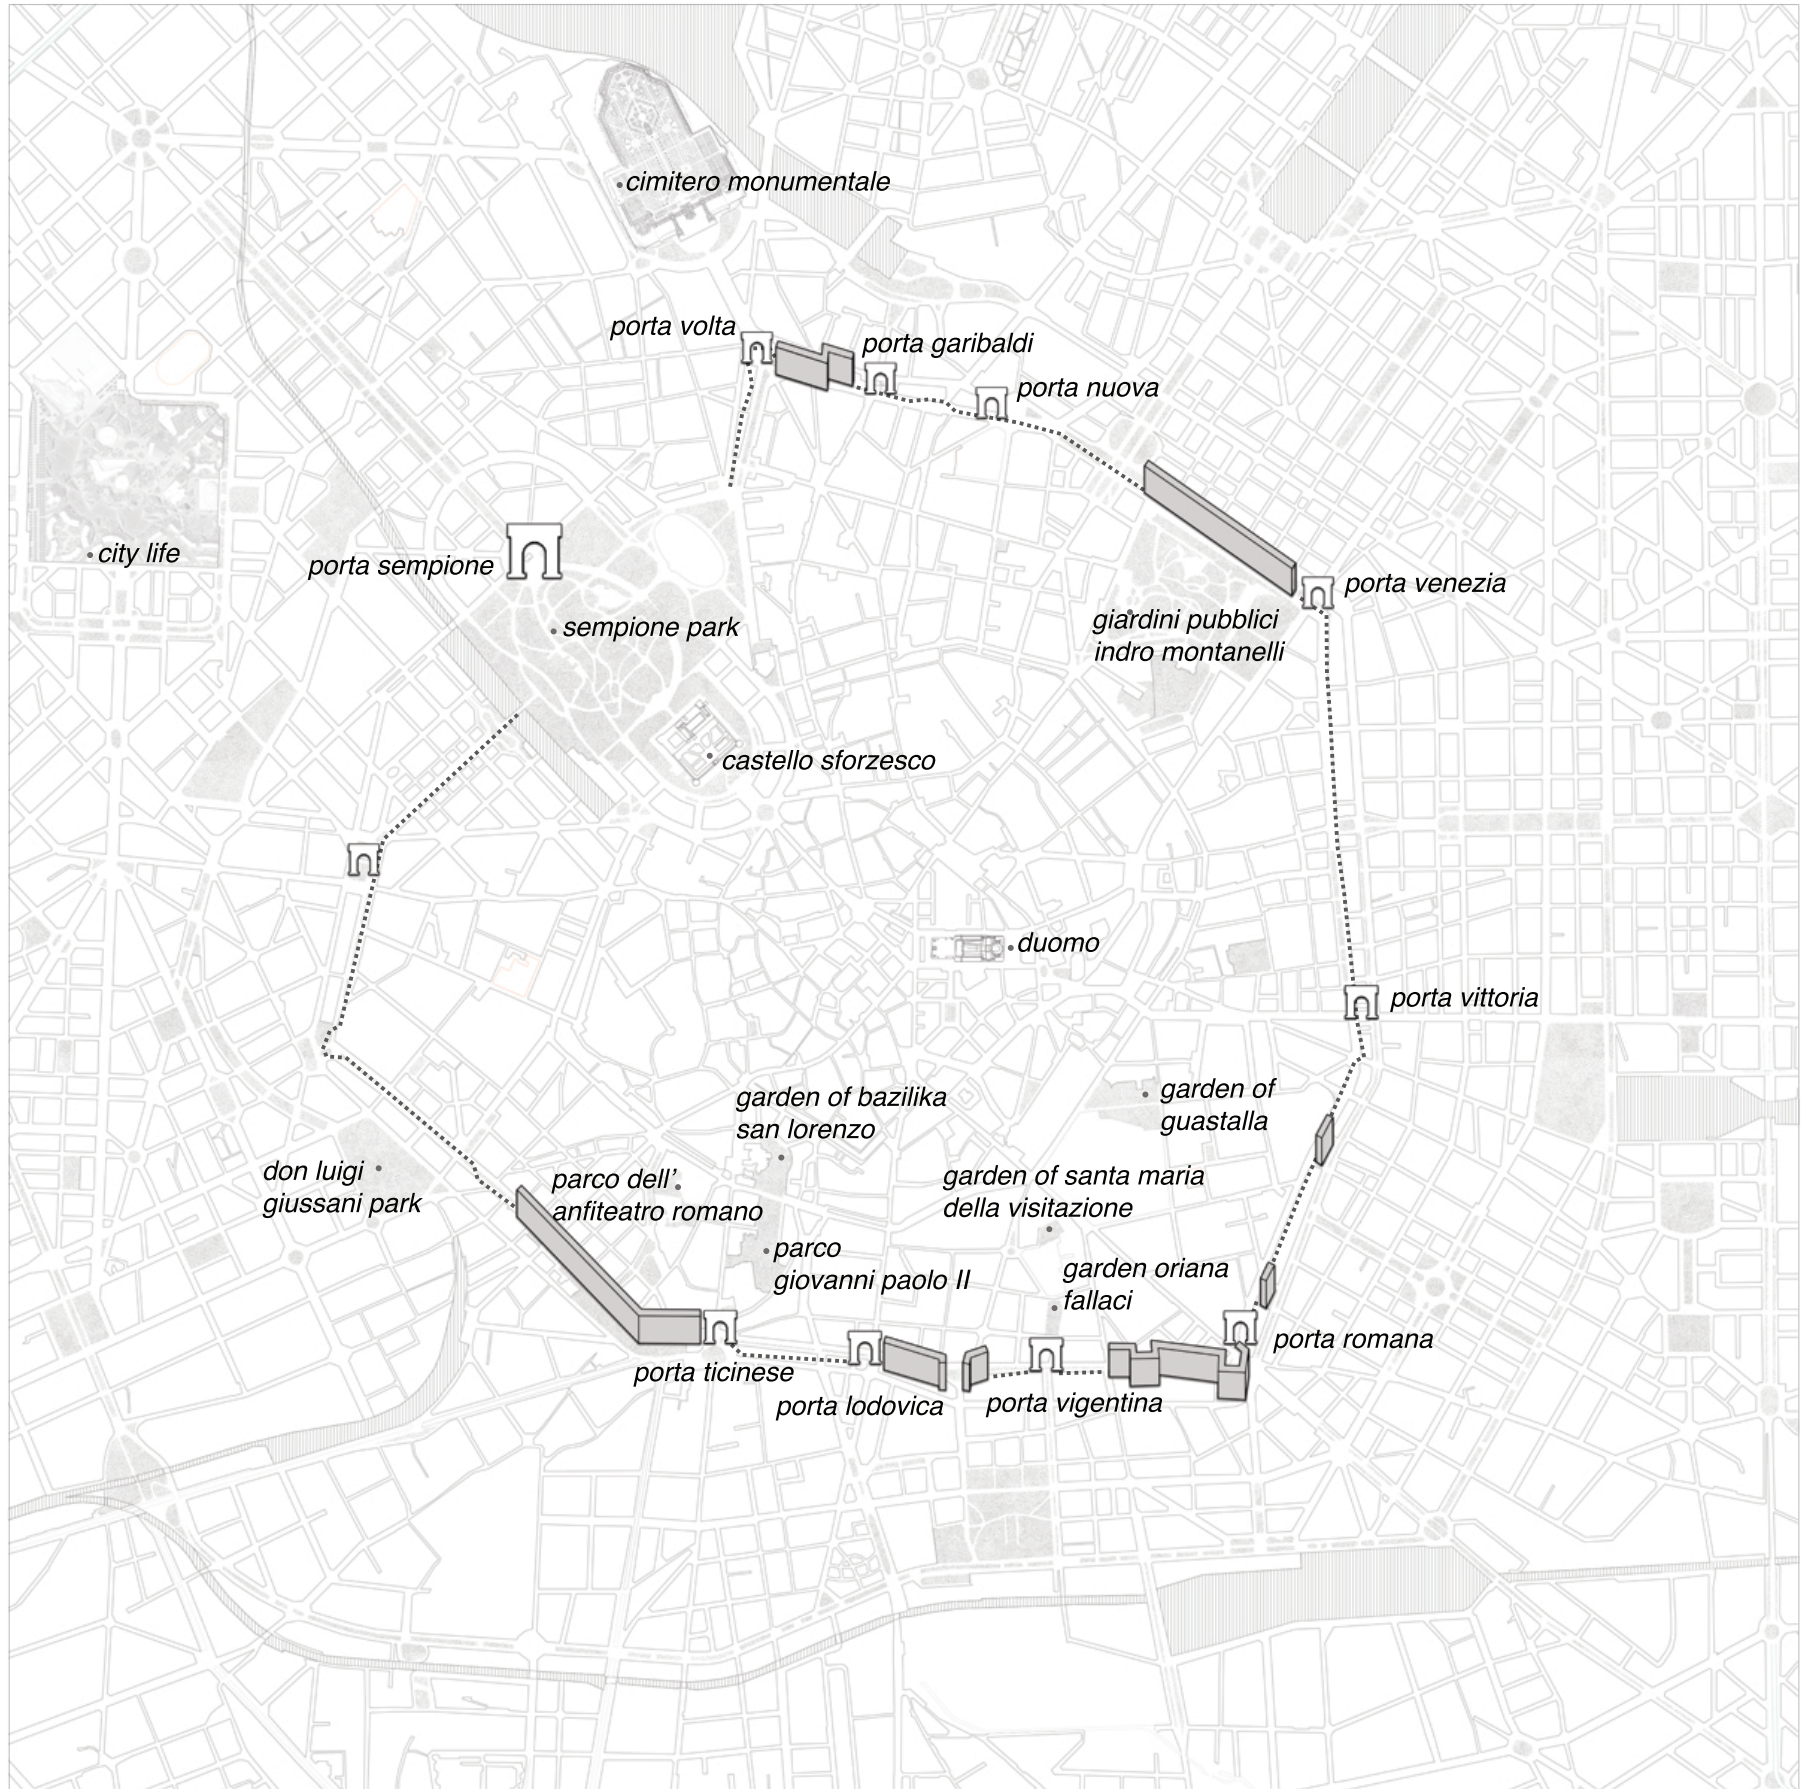 cimitero monumentale
porta volta
porta garibaldi
porta nuova
city life
porta sempione
porta venezia
sempione park
giardini pubblici
indro montanelli
castello sforzesco
duomo
porta vittoria
garden of bazilika
san lorenzo
garden of
guastalla
don luigi
giussani park
parco dell’
anfiteatro romano
garden of santa maria
della visitazione
parco
giovanni paolo II
garden oriana
fallaci
porta romana
porta ticinese
porta lodovica
porta vigentina